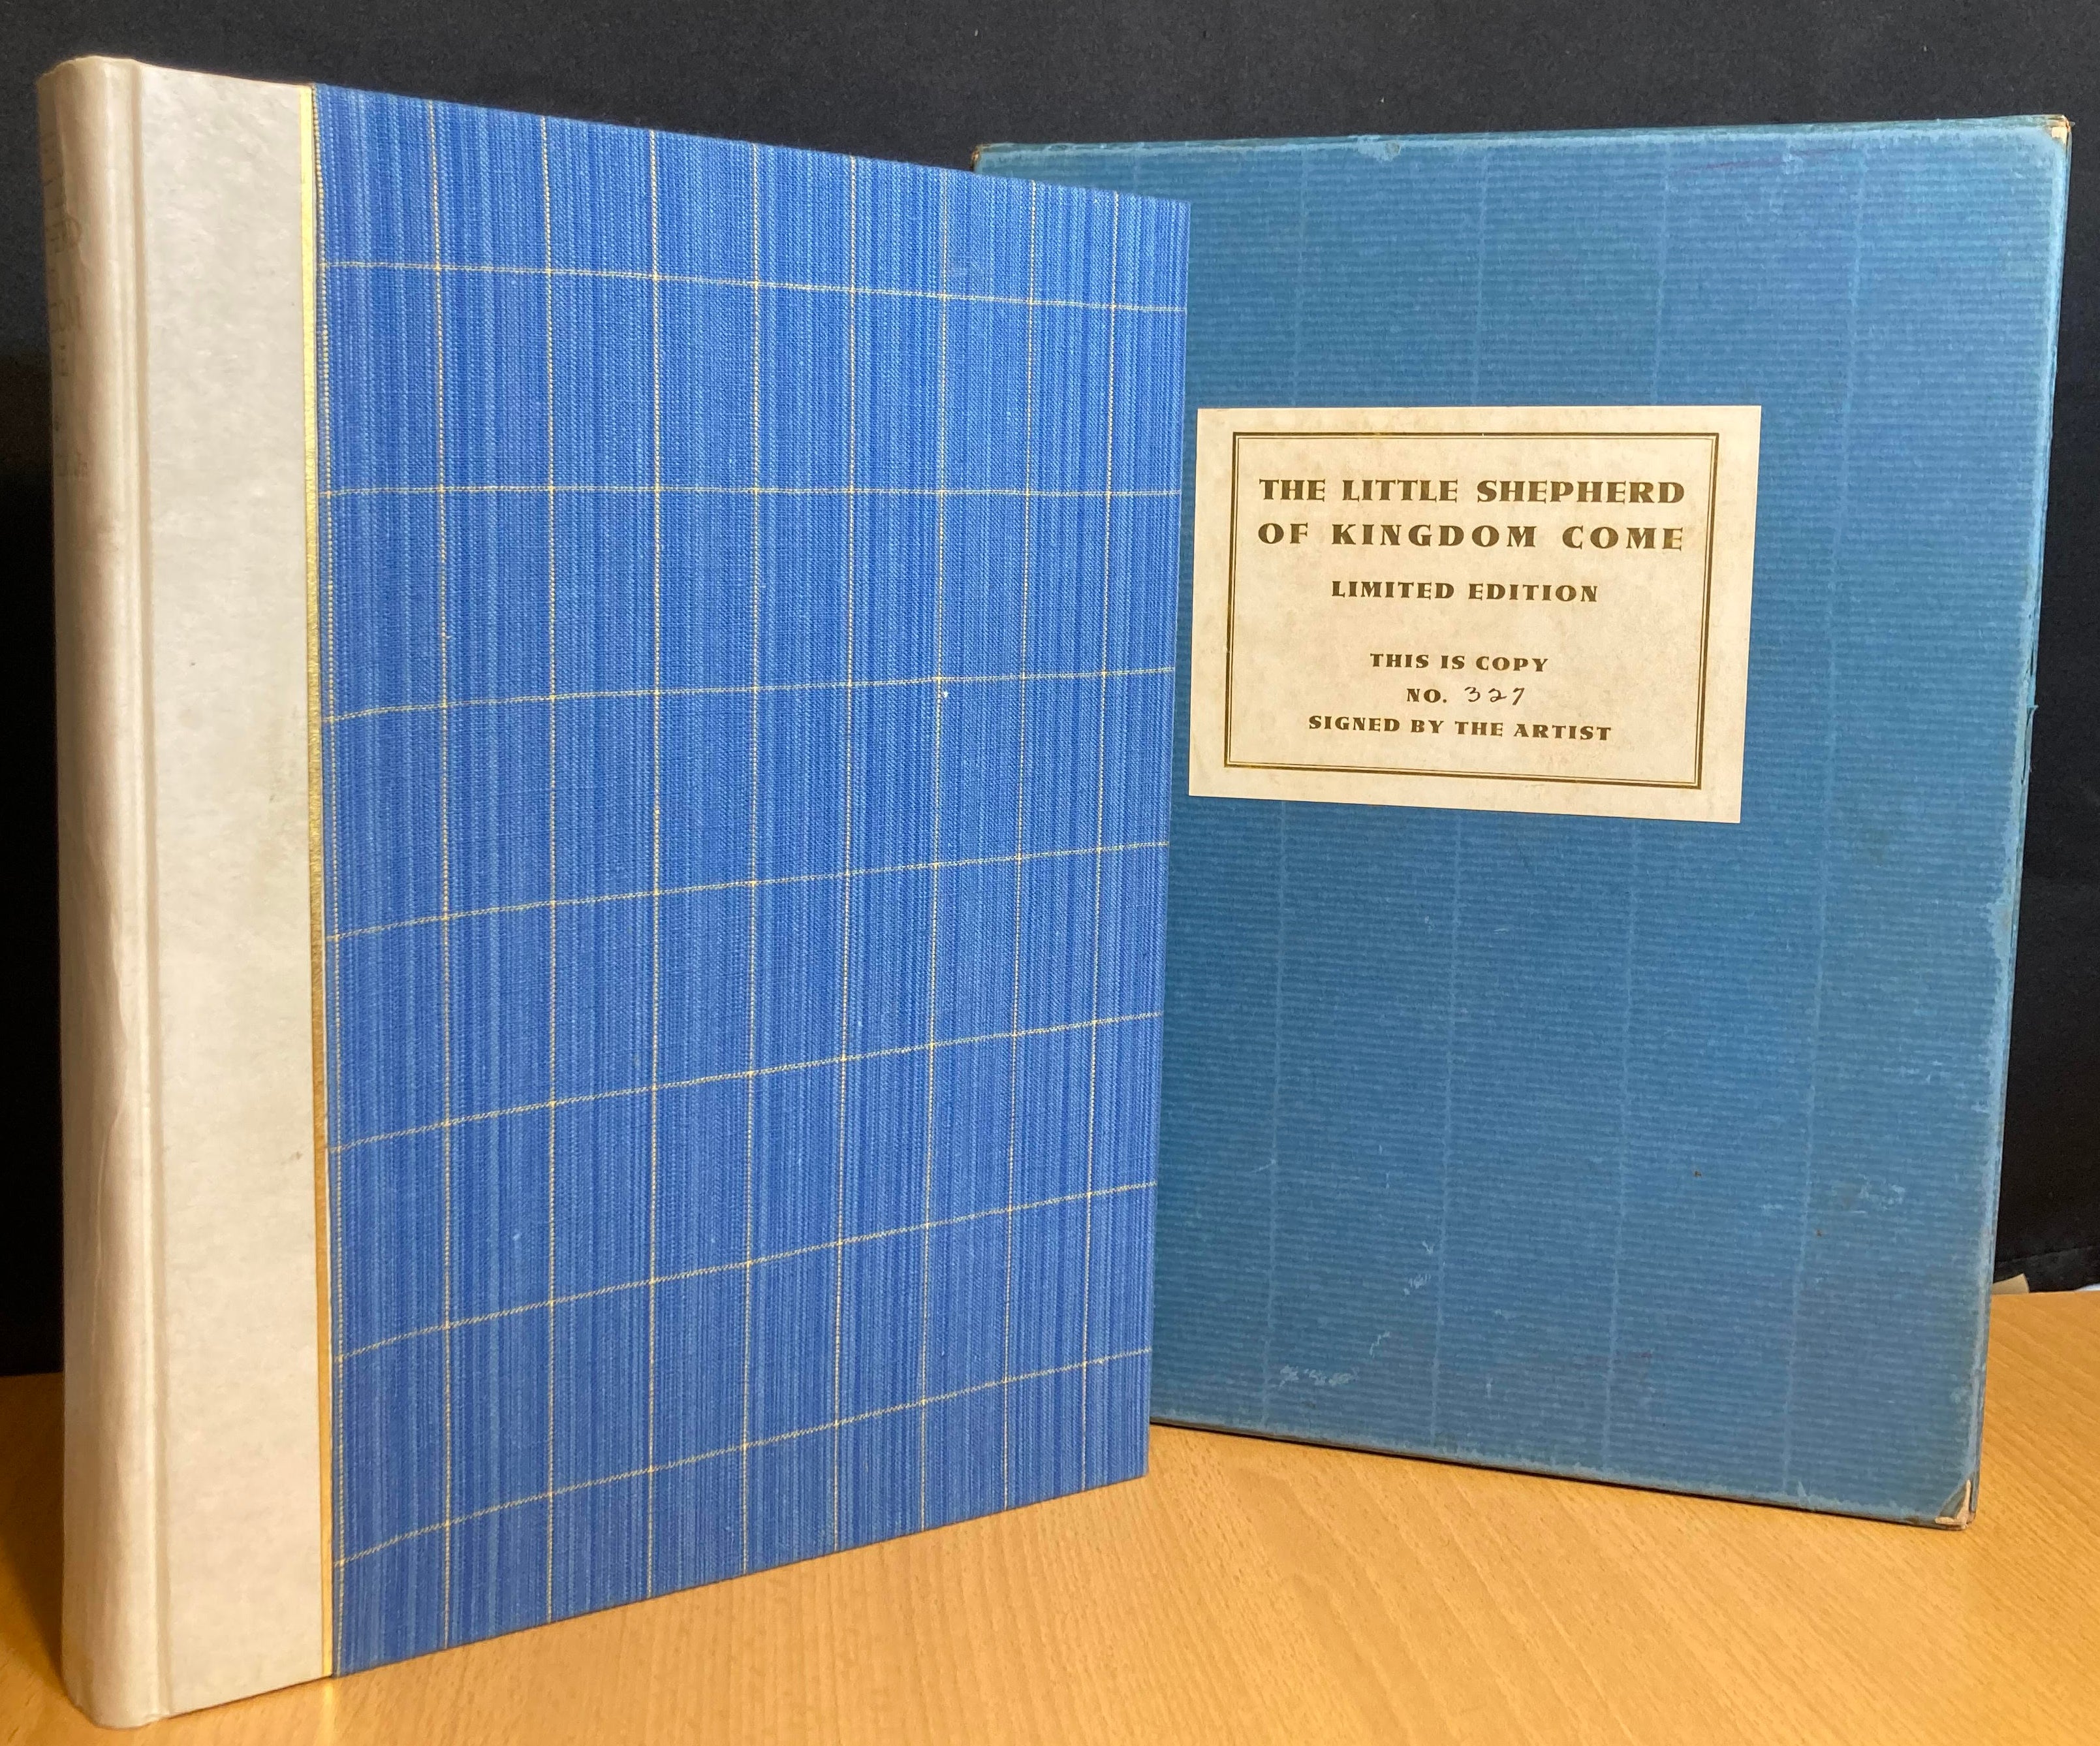 THE LITTLE SHEPHERD
OF KINGDOM COME
LIMITED EDITION
THIS IS COPY
NO. 327
SIGNED BY THE ARTIST